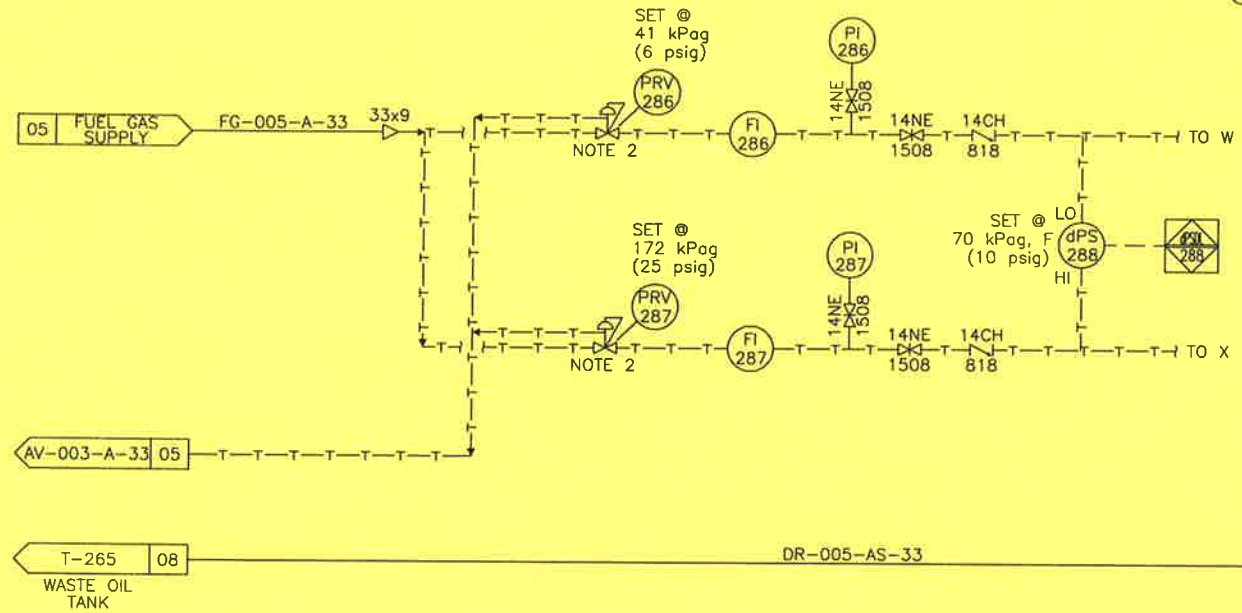 SET @
41 kPag
(6 psig)
PRV
286
PI
286
14NE
1508
05 FUEL GAS
SUPPLY
FG-005-A-33
33x9
NOTE 2
FI
286
14NE
1508
14CH
818
TO W
SET @
172 kPag
(25 psig)
PRV
287
PI
287
14NE
1508
SET @
70 kPag, F
(10 psig)
LO
dPS
288
HI
288
NOTE 2
FI
287
14NE
1508
14CH
818
TO X
AV-003-A-33 05
T-265 08
WASTE OIL
TANK
DR-005-AS-33
T T T T T T T